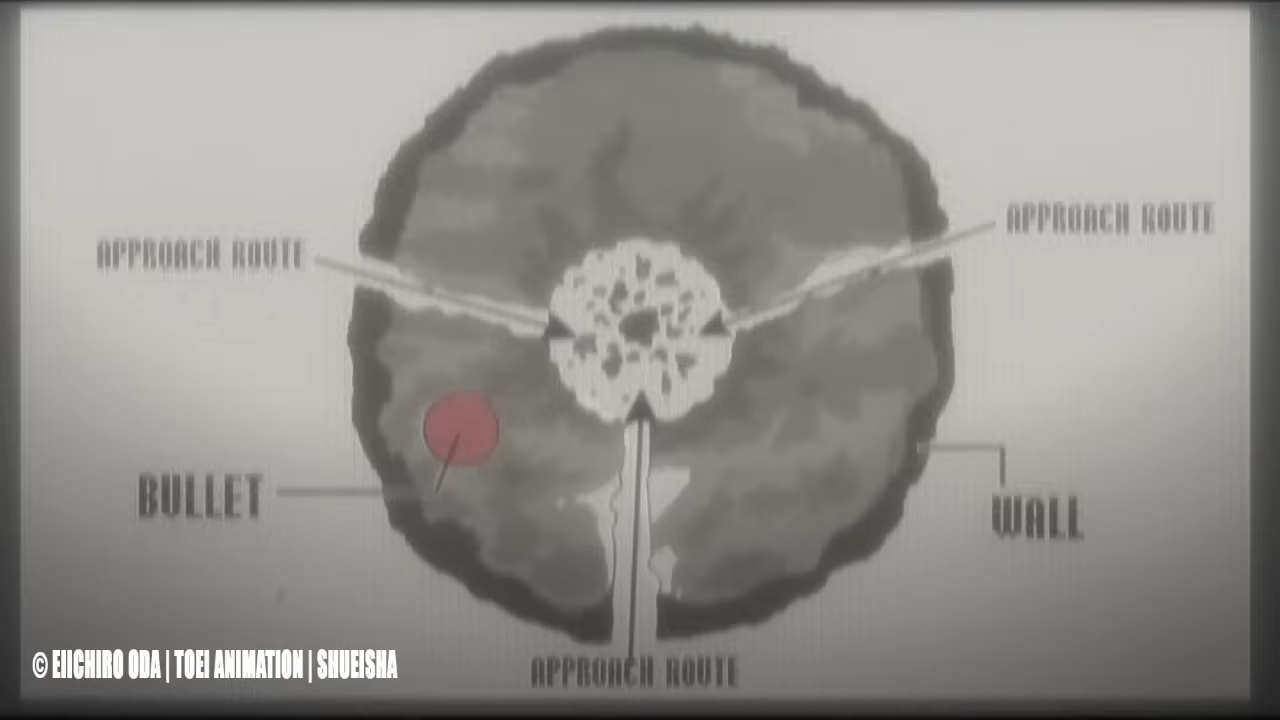 APPROACH ROUTE
APPROACH ROUTE
BULLET
WALL
APPROACH ROUTE
© EIICHIRO ODA | TOEI ANIMATION | SHUEISHA